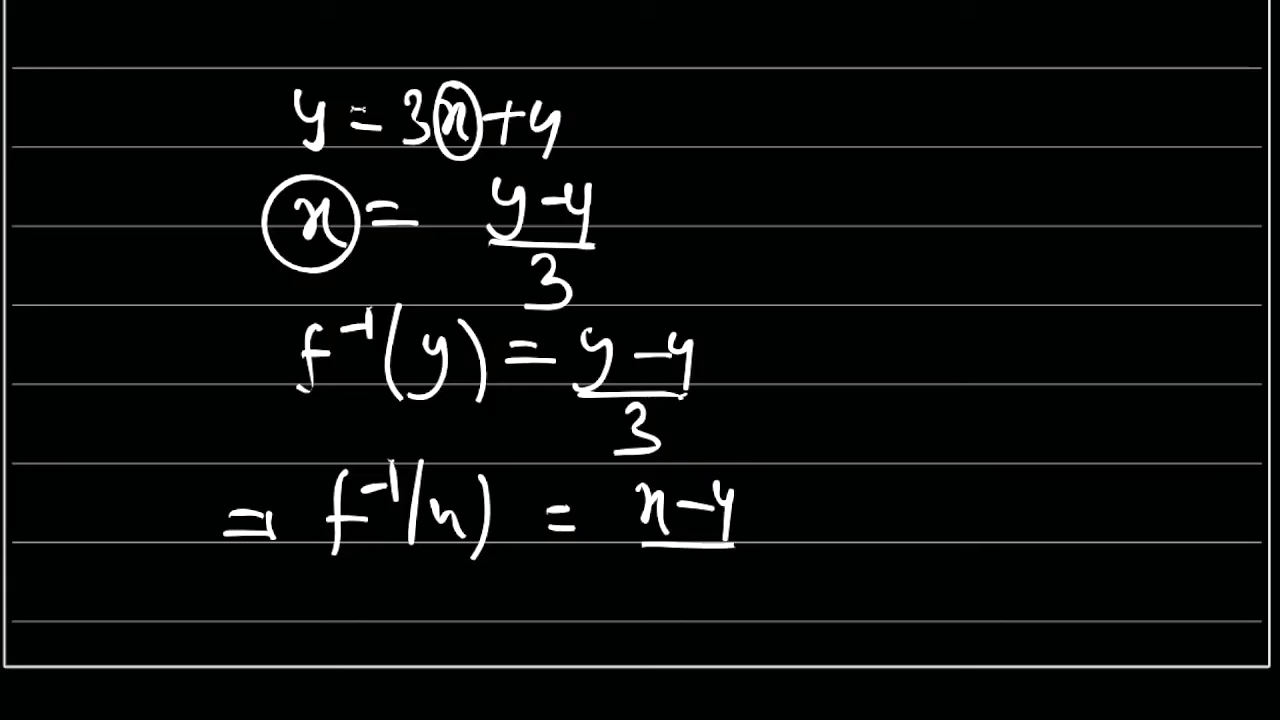 y = 3x+4
x = y-4/3
f⁻¹(y) = y-4/3
⇒ f⁻¹(x) = x-4